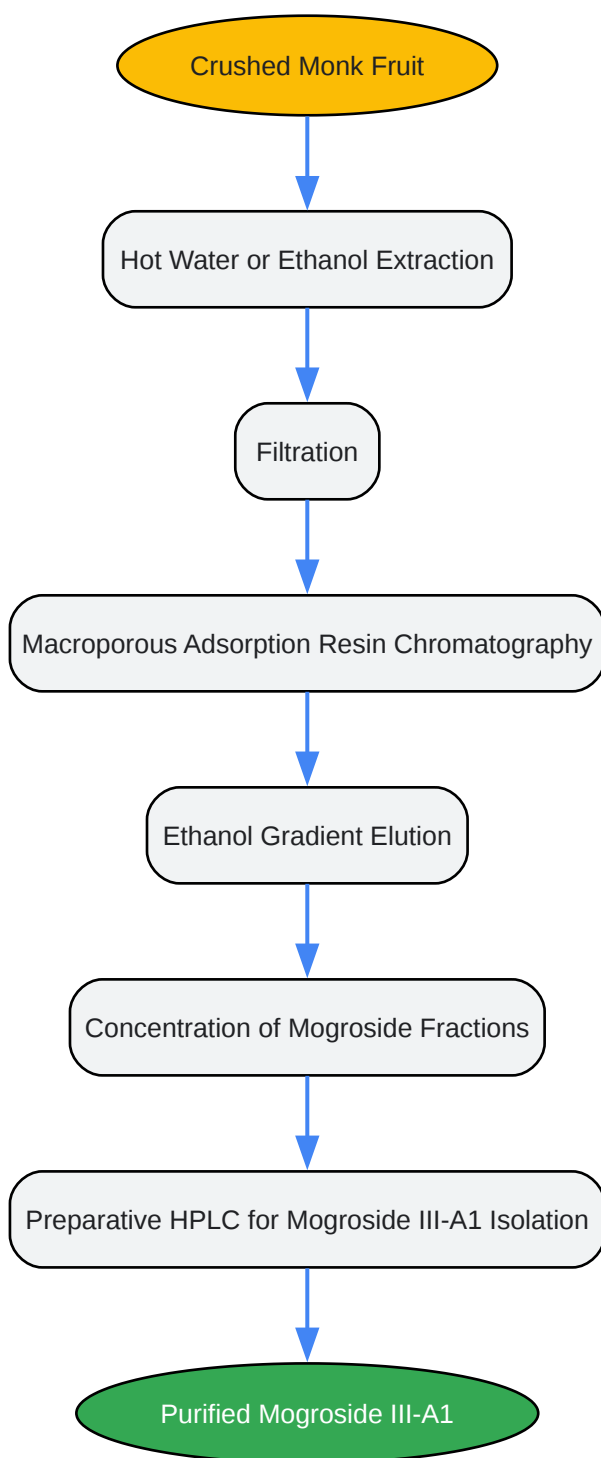 Crushed Monk Fruit
Hot Water or Ethanol Extraction
Filtration
Macroporous Adsorption Resin Chromatography
Ethanol Gradient Elution
Concentration of Mogroside Fractions
Preparative HPLC for Mogroside III-A1 Isolation
Purified Mogroside III-A1